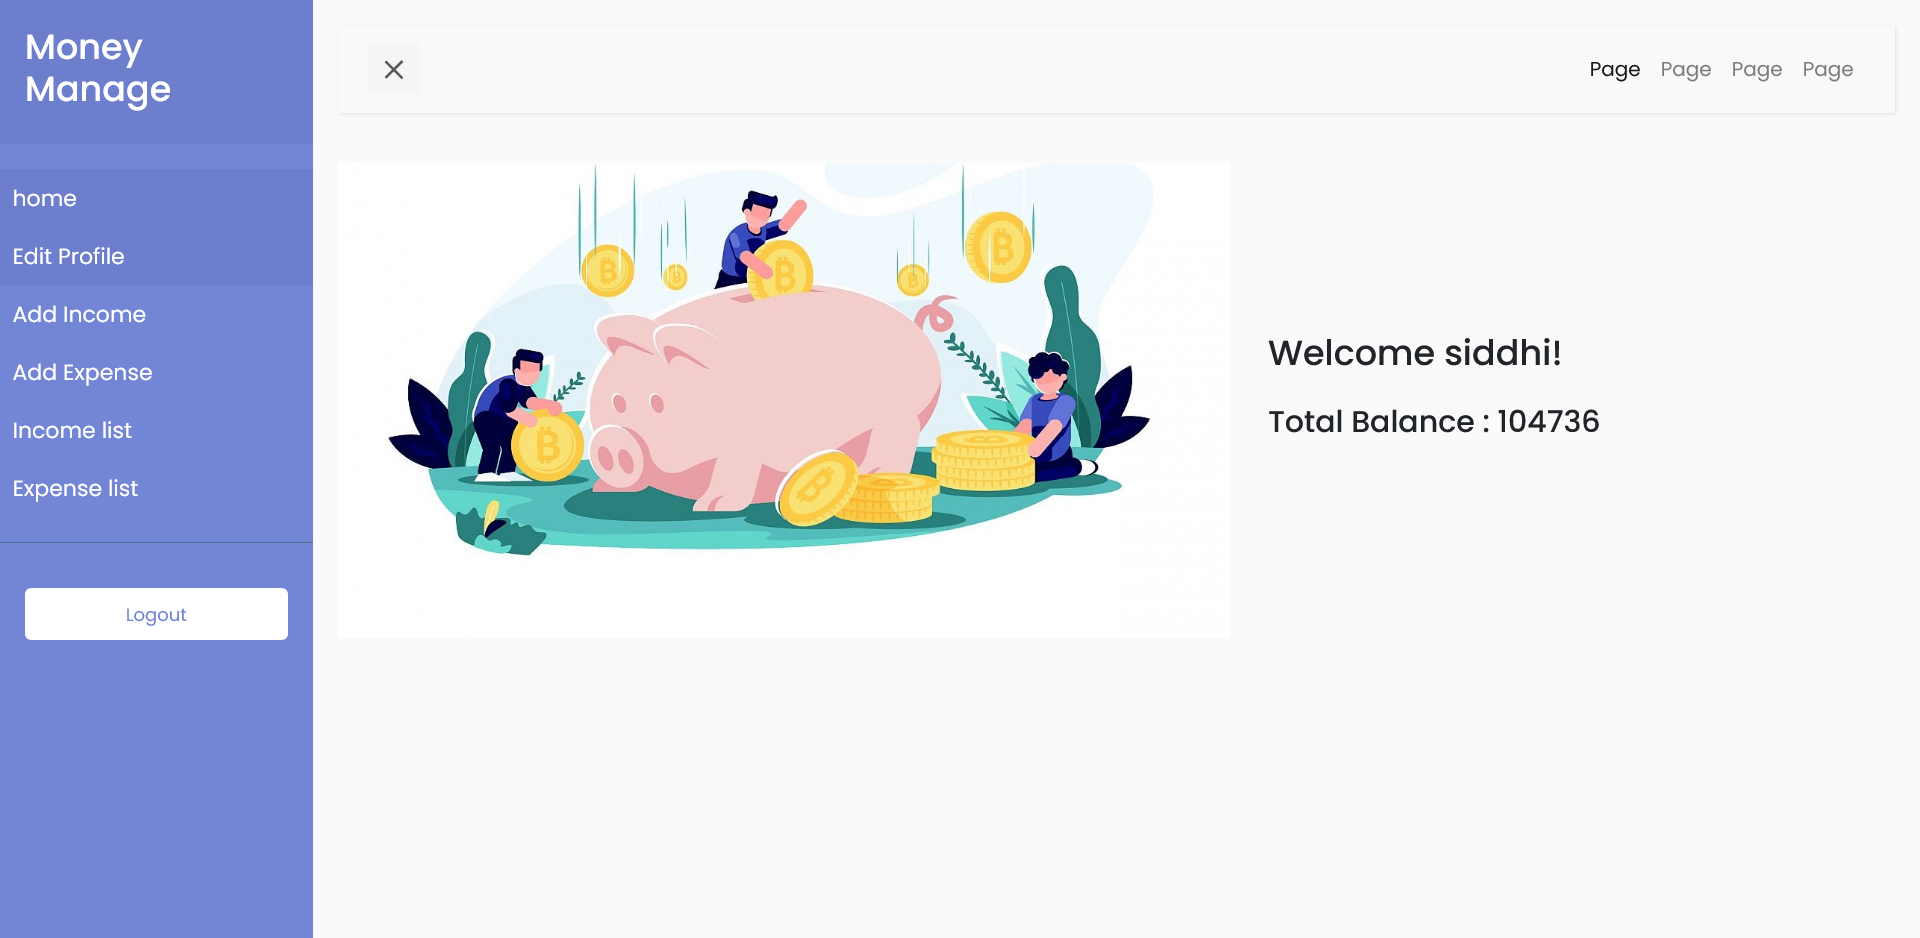 Money
Manage
home
Edit Profile
Add Income
Add Expense
Income list
Expense list
Logout
Page Page Page Page
Welcome siddhi!
Total Balance : 104736